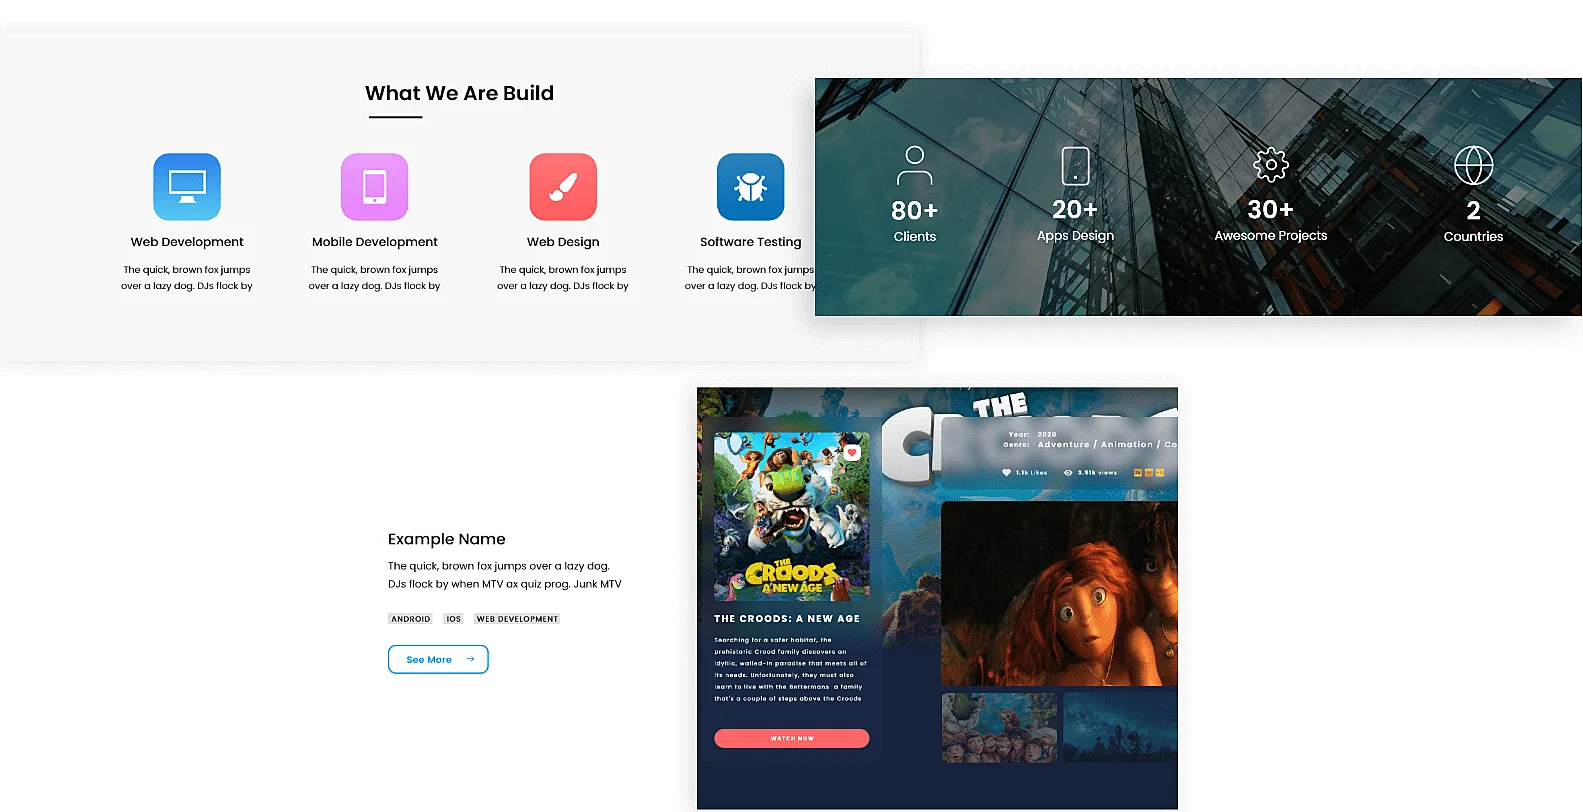 What We Are Build
Web Development
The quick, brown fox jumps
over a lazy dog. DJs flock by
Mobile Development
The quick, brown fox jumps
over a lazy dog. DJs flock by
Web Design
The quick, brown fox jumps
over a lazy dog. DJs flock by
Software Testing
The quick, brown fox jumps
over a lazy dog. DJs flock by
80+
Clients
20+
Apps Design
30+
Awesome Projects
2
Countries
Example Name
The quick, brown fox jumps over a lazy dog.
DJs flock by when MTV ax quiz prog. Junk MTV
ANDROID IOS WEB DEVELOPMENT
See More
THE
THE
CROODS
A NEW AGE
THE CROODS: A NEW AGE
Searching for a safer habitat, the
prehistoric Crood family discovers an
idyllic, walled-in paradise that meets all of
its needs. Unfortunately, they must also
learn to live with the Bettermans a family
that's a couple of steps above the Croods
WATCH NOW
Year: 2020
Genre: Adventure / Animation / Co
1.1k Likes 3.51k views